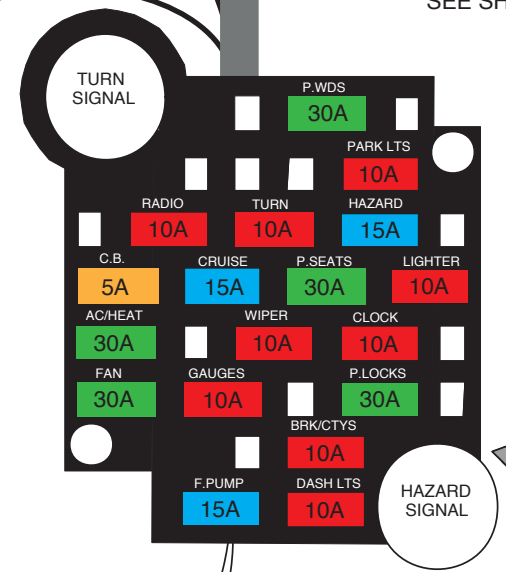 SEE SH
TURN
SIGNAL
P.WDS
30A
PARK LTS
10A
RADIO TURN HAZARD
10A 10A 15A
C.B. CRUISE P.SEATS LIGHTER
5A 15A 30A 10A
AC/HEAT WIPER CLOCK
30A 10A 10A
FAN GAUGES P.LOCKS
30A 10A 30A
BRK/CTYS
10A
F.PUMP DASH LTS
15A 10A
HAZARD
SIGNAL